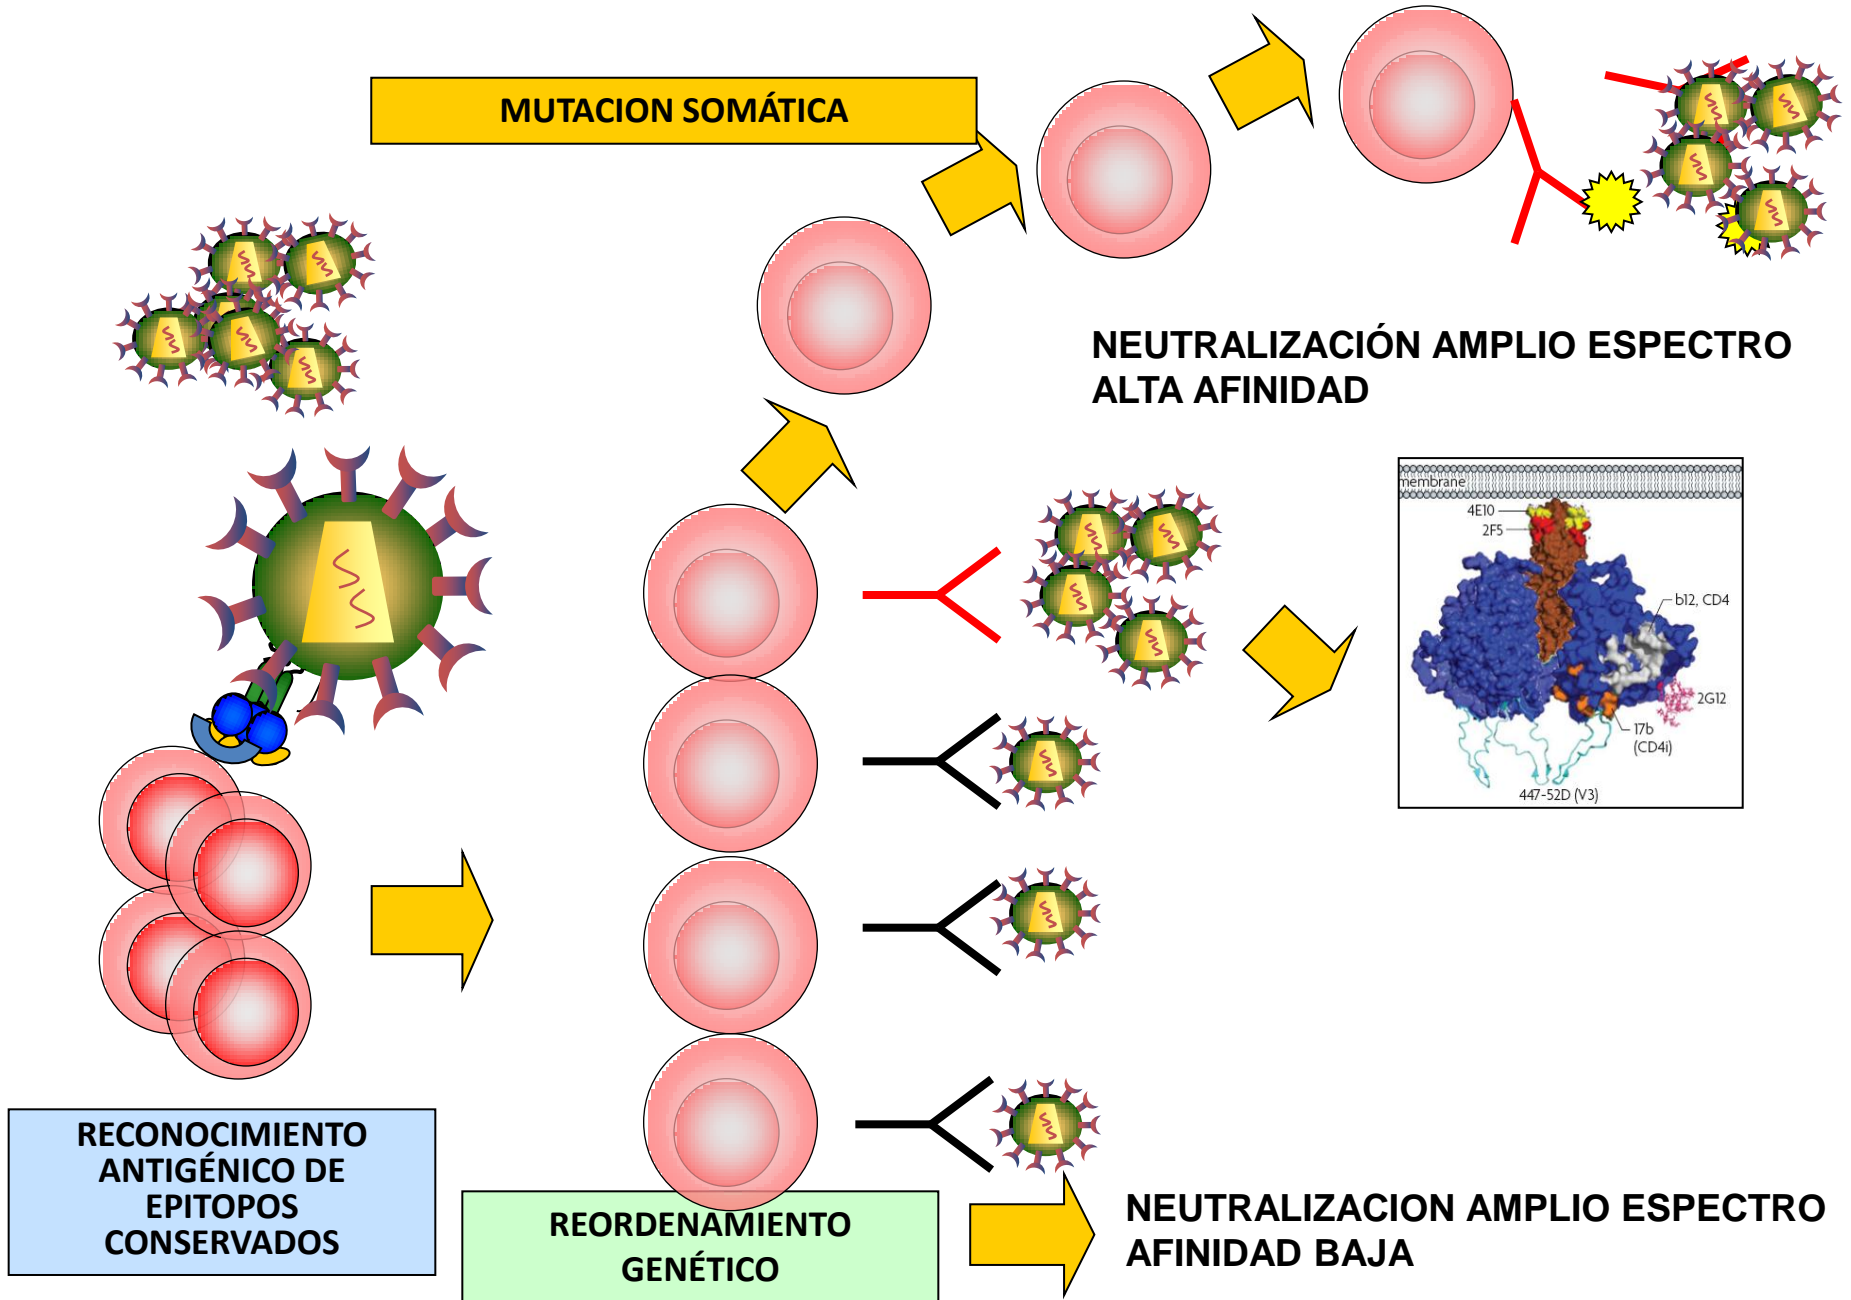 MUTACION SOMÁTICA
NEUTRALIZACIÓN AMPLIO ESPECTRO
ALTA AFINIDAD
membrane
4E10
2F5
b12, CD4
2G12
17b
(CD4i)
447-52D (V3)
RECONOCIMIENTO
ANTIGÉNICO DE
EPITOPOS
CONSERVADOS
REORDENAMIENTO
GENÉTICO
NEUTRALIZACION AMPLIO ESPECTRO
AFINIDAD BAJA